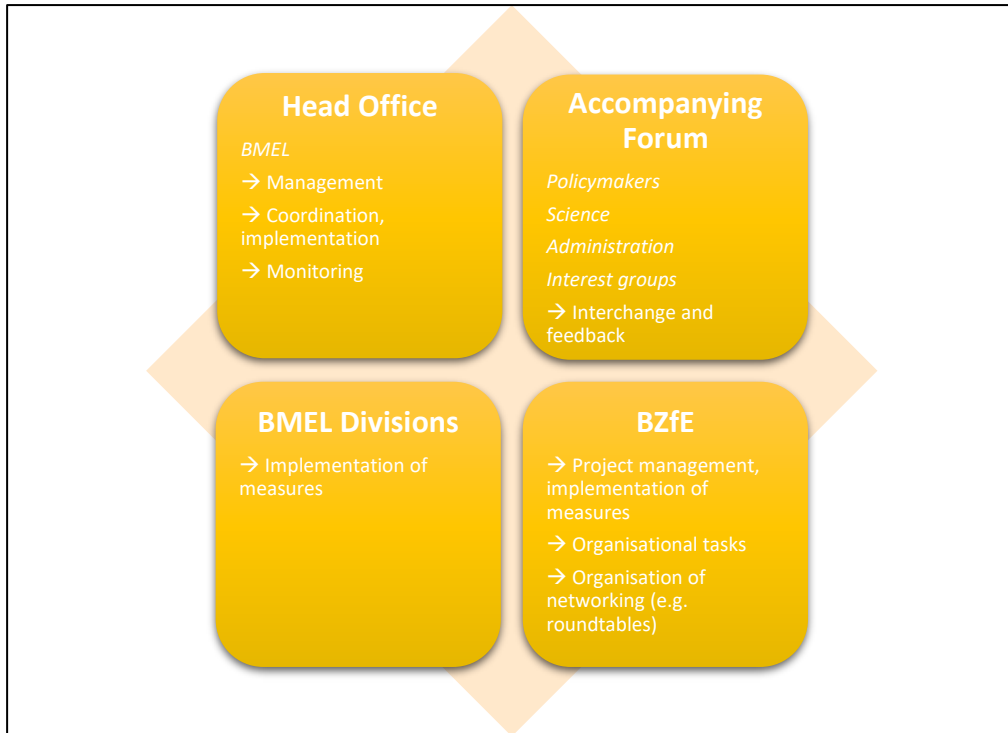 Head Office
BMEL
→ Management
→ Coordination,
implementation
→ Monitoring
Accompanying
Forum
Policymakers
Science
Administration
Interest groups
→ Interchange and
feedback
BMEL Divisions
→ Implementation of
measures
BZfE
→ Project management,
implementation of
measures
→ Organisational tasks
→ Organisation of
networking (e.g.
roundtables)